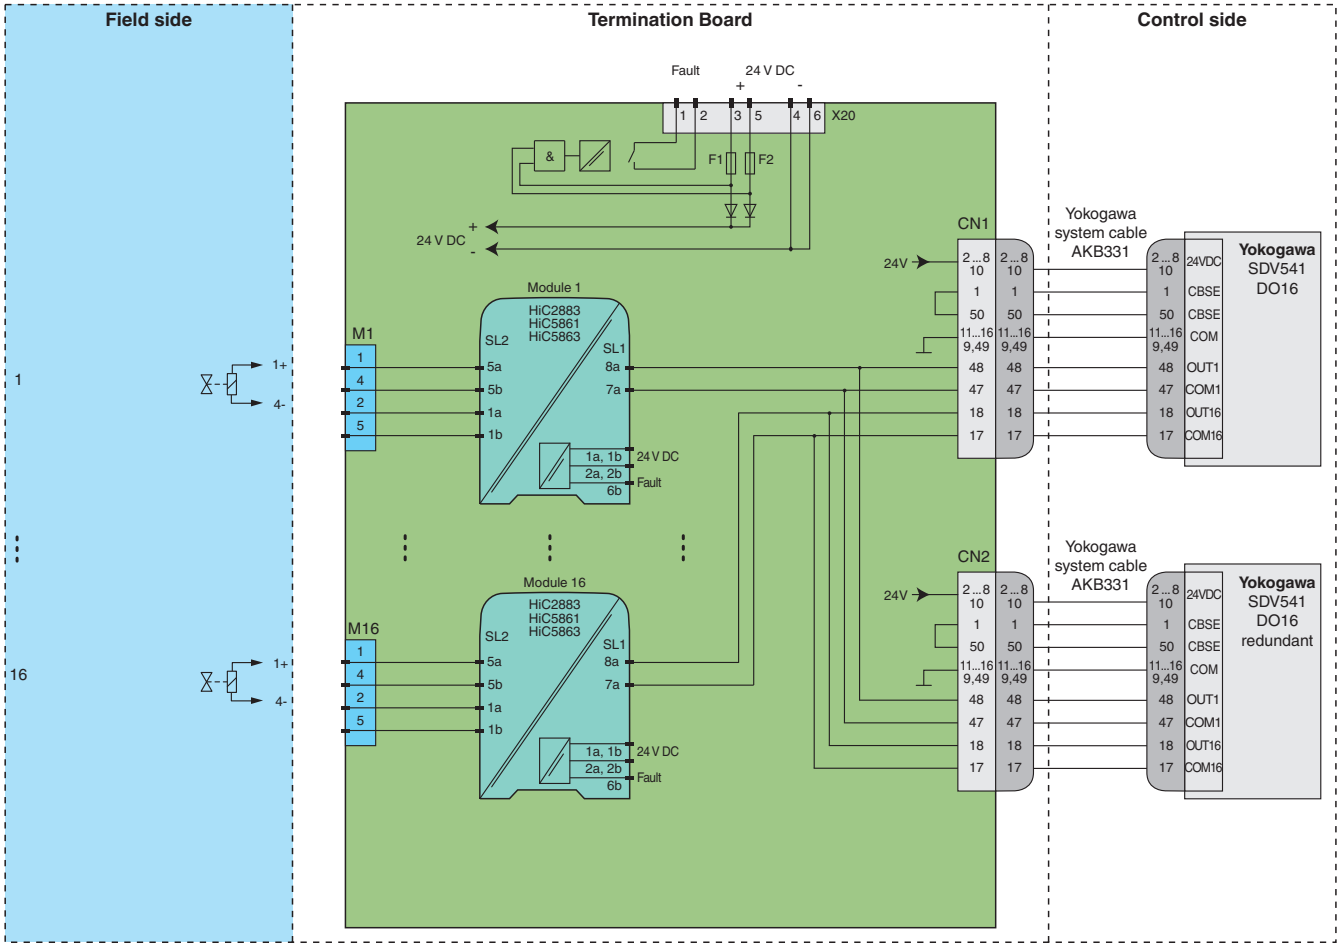 Field side
Termination Board
Control side
Fault
24 V DC
+
-
1
2
3
5
4
6
X20
&
F1
F2
+
24 V DC
-
Module 1
HiC2883
HiC5861
HiC5863
SL2
SL1
5a
5b
1a
1b
8a
7a
1a, 1b
2a, 2b
6b
24 V DC
Fault
M1
1
4
2
5
1
1+
4-
CN1
24V
2...8 2...8
10 10
1 1
50 50
11...16 11...16
9,49 9,49
48 48
47 47
18 18
17 17
Yokogawa
system cable
AKB331
2...8
10
24VDC
1 CBSE
50 CBSE
11...16
9,49
COM
48 OUT1
47 COM1
18 OUT16
17 COM16
Yokogawa
SDV541
DO16
Module 16
HiC2883
HiC5861
HiC5863
SL2
SL1
5a
5b
1a
1b
8a
7a
1a, 1b
2a, 2b
6b
24 V DC
Fault
M16
1
4
2
5
16
1+
4-
CN2
24V
2...8 2...8
10 10
1 1
50 50
11...16 11...16
9,49 9,49
48 48
47 47
18 18
17 17
Yokogawa
system cable
AKB331
2...8
10
24VDC
1 CBSE
50 CBSE
11...16
9,49
COM
48 OUT1
47 COM1
18 OUT16
17 COM16
Yokogawa
SDV541
DO16
redundant